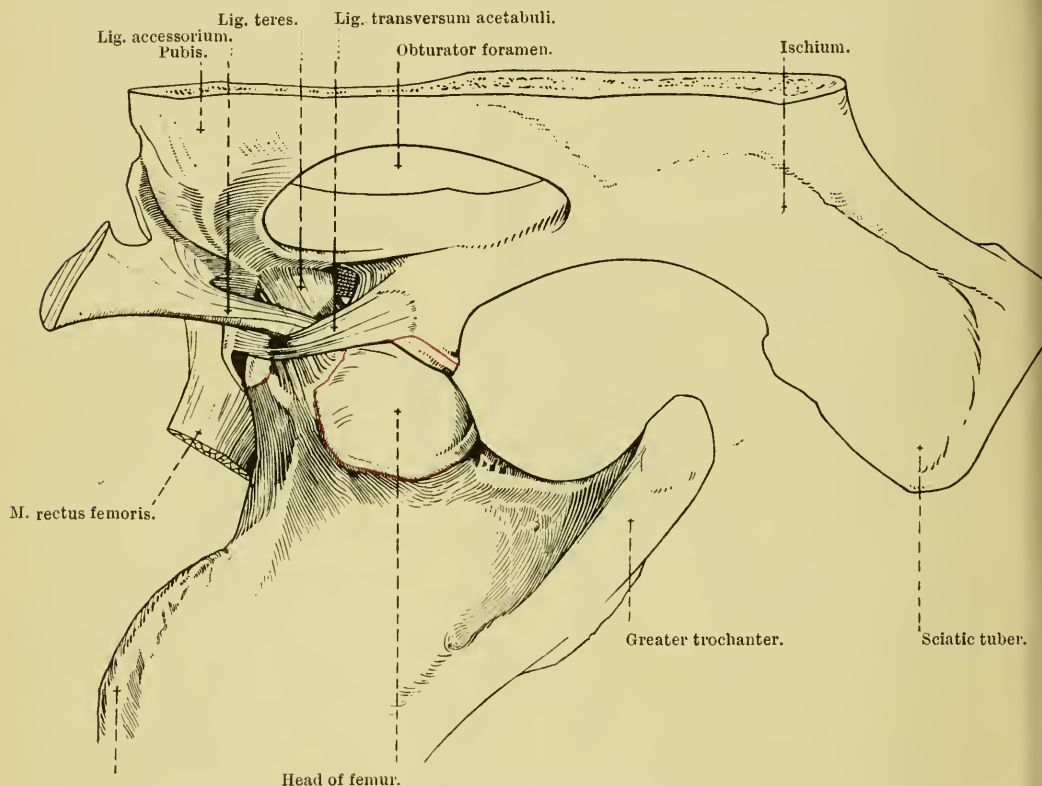 Lig. teres.
Lig. transversum acetabuli.
Lig. accessorium.
Pubis.
Obturator foramen.
Ischium.
M. rectus femoris.
Greater trochanter.
Sciatic tuber.
Head of femur.